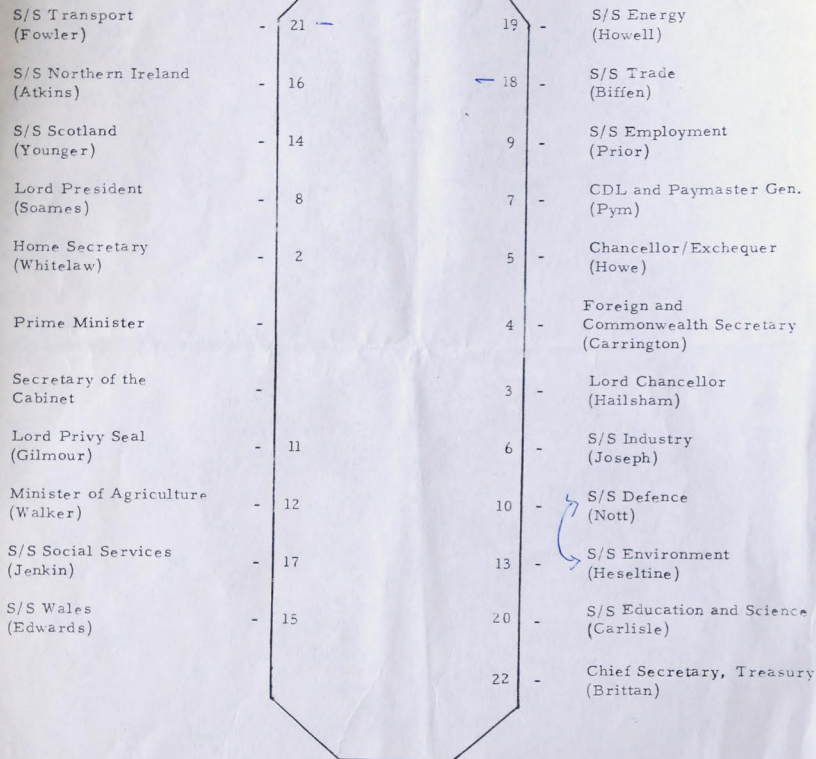 S/S Transport
(Fowler) - 21
S/S Northern Ireland
(Atkins) - 16
S/S Scotland
(Younger) - 14
Lord President
(Soames) - 8
Home Secretary
(Whitelaw) - 2
Prime Minister -
Secretary of the
Cabinet -
Lord Privy Seal
(Gilmour) - 11
Minister of Agriculture
(Walker) - 12
S/S Social Services
(Jenkin) - 17
S/S Wales
(Edwards) - 15
19 - S/S Energy
(Howell)
18 - S/S Trade
(Biffen)
9 - S/S Employment
(Prior)
7 - CDL and Paymaster Gen.
(Pym)
5 - Chancellor/Exchequer
(Howe)
Foreign and
4 - Commonwealth Secretary
(Carrington)
3 - Lord Chancellor
(Hailsham)
6 - S/S Industry
(Joseph)
10 - S/S Defence
(Nott)
13 - S/S Environment
(Heseltine)
20 - S/S Education and Science
(Carlisle)
22 - Chief Secretary, Treasury
(Brittan)